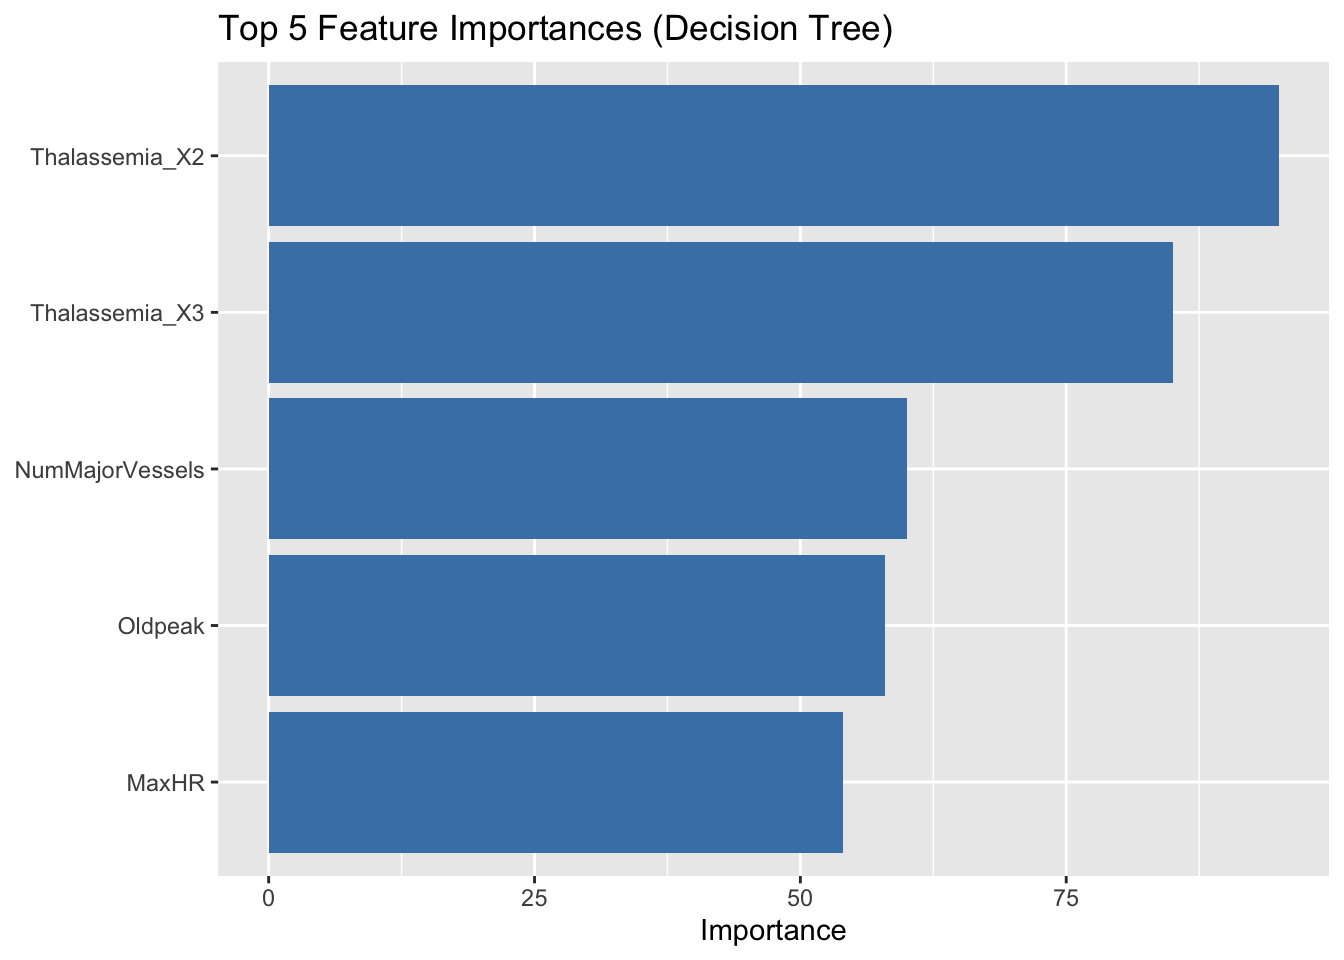 Top 5 Feature Importances (Decision Tree)
Thalassemia_X2
Thalassemia_X3
NumMajorVessels
Oldpeak
MaxHR
0 25 50 75
Importance